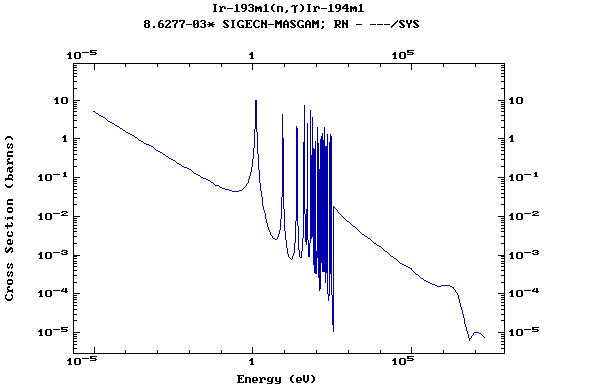 Ir-193m1(n,γ)Ir-194m1
8.6277-03* SIGECN-MASGAM; RN - ---/SYS
10⁻⁵ 1 10⁵
10 10
1 1
10⁻¹ 10⁻¹
10⁻² 10⁻²
10⁻³ 10⁻³
10⁻⁴ 10⁻⁴
10⁻⁵ 10⁻⁵
Cross Section (barns)
10⁻⁵ 1 10⁵
Energy (eV)